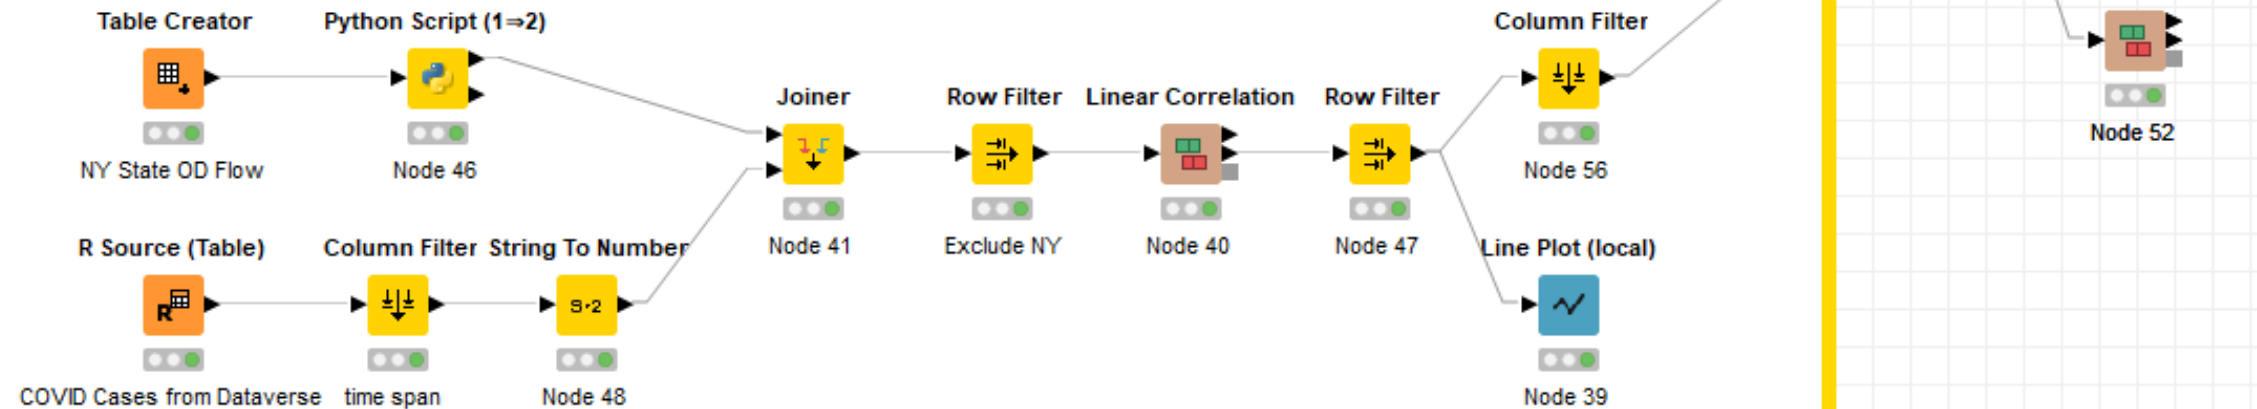 Table Creator
NY State OD Flow
Python Script (1⇒2)
Node 46
R Source (Table)
R
COVID Cases from Dataverse
Column Filter
time span
String To Number
S▸2
Node 48
Joiner
Node 41
Row Filter
Exclude NY
Linear Correlation
Node 40
Row Filter
Node 47
Column Filter
Node 56
Line Plot (local)
Node 39
Node 52